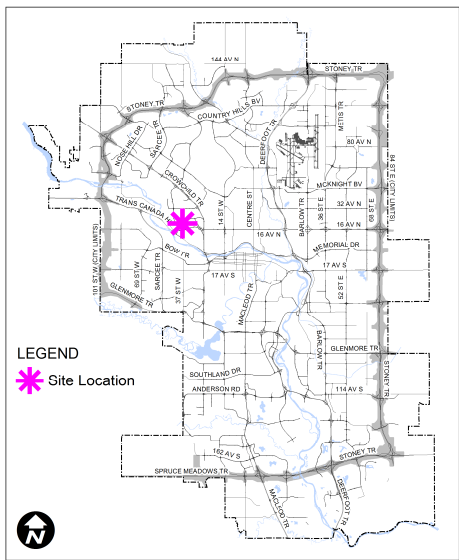 144 AV N
STONEY TR
STONEY TR
COUNTRY HILLS BV
METIS TR
NOSE HILL DR
SARCEE TR
DEERFOOT TR
80 AV N
CROWCHILD TR
MCKNIGHT BV
84 ST E (CITY LIMITS)
TRANS CANADA
14 ST W
CENTRE ST
BARLOW TR
36 ST E
32 AV N
68 ST E
16 AV N
16 AV N
101 ST W (CITY LIMITS)
BOW TR
MEMORIAL DR
69 ST W
SARCEE TR
37 ST W
17 AV S
17 AV S
52 ST E
GLENMORE TR
MACLEOD TR
BARLOW TR
GLENMORE TR
LEGEND
Site Location
SOUTHLAND DR
ANDERSON RD
114 AV S
STONEY TR
162 AV S
STONEY TR
SPRUCE MEADOWS TR
MACLEOD TR
DEERFOOT TR
N